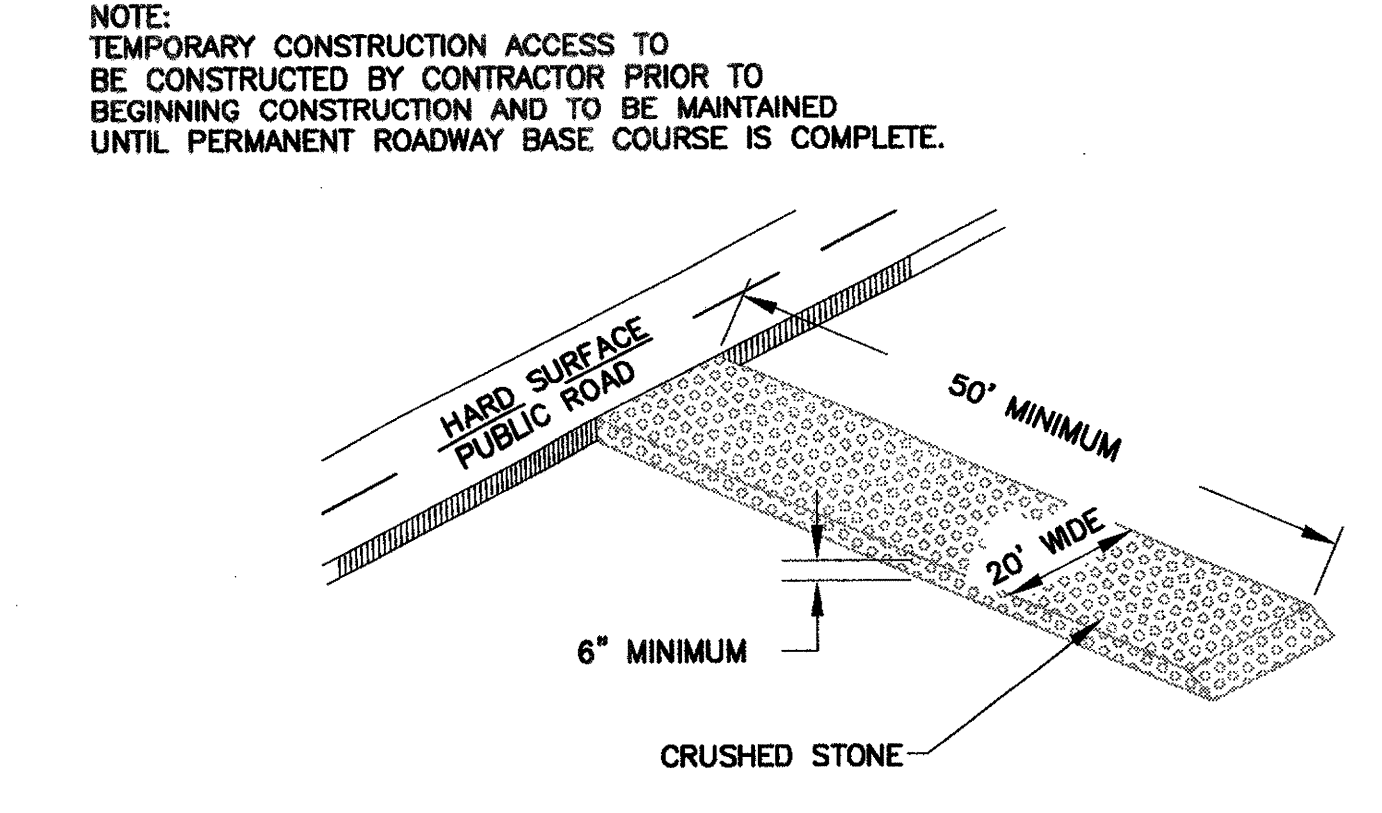 NOTE:
TEMPORARY CONSTRUCTION ACCESS TO
BE CONSTRUCTED BY CONTRACTOR PRIOR TO
BEGINNING CONSTRUCTION AND TO BE MAINTAINED
UNTIL PERMANENT ROADWAY BASE COURSE IS COMPLETE.
HARD SURFACE
PUBLIC ROAD
50' MINIMUM
20' WIDE
6" MINIMUM
CRUSHED STONE